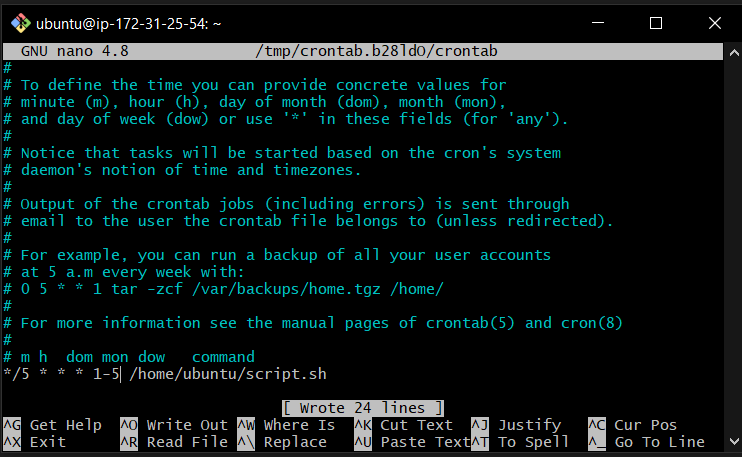 ubuntu@ip-172-31-25-54: ~
GNU nano 4.8 /tmp/crontab.b28ldO/crontab
#
# To define the time you can provide concrete values for
# minute (m), hour (h), day of month (dom), month (mon),
# and day of week (dow) or use '*' in these fields (for 'any').
#
# Notice that tasks will be started based on the cron's system
# daemon's notion of time and timezones.
#
# Output of the crontab jobs (including errors) is sent through
# email to the user the crontab file belongs to (unless redirected).
#
# For example, you can run a backup of all your user accounts
# at 5 a.m every week with:
# 0 5 * * 1 tar -zcf /var/backups/home.tgz /home/
#
# For more information see the manual pages of crontab(5) and cron(8)
#
# m h  dom mon dow   command
*/5 * * * 1-5 /home/ubuntu/script.sh
[ Wrote 24 lines ]
^G Get Help ^O Write Out ^W Where Is ^K Cut Text ^J Justify ^C Cur Pos
^X Exit ^R Read File ^\ Replace ^U Paste Text ^T To Spell ^_ Go To Line